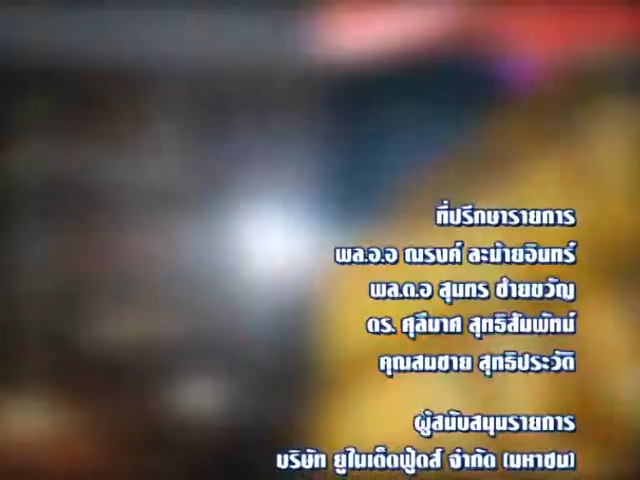 ที่ปรึกษารายการ
พล.อ.อ ณรงค์ ละม้ายอินทร์
พล.ต.อ สุนทร ซ้ายขวัญ
ดร. ศุลีมาศ สุทธิสัมพัทน์
คุณสมชาย สุทธิประวัติ
ผู้สนับสนุนรายการ
บริษัท ยูไนเต็ดฟู้ดส์ จำกัด (มหาชน)